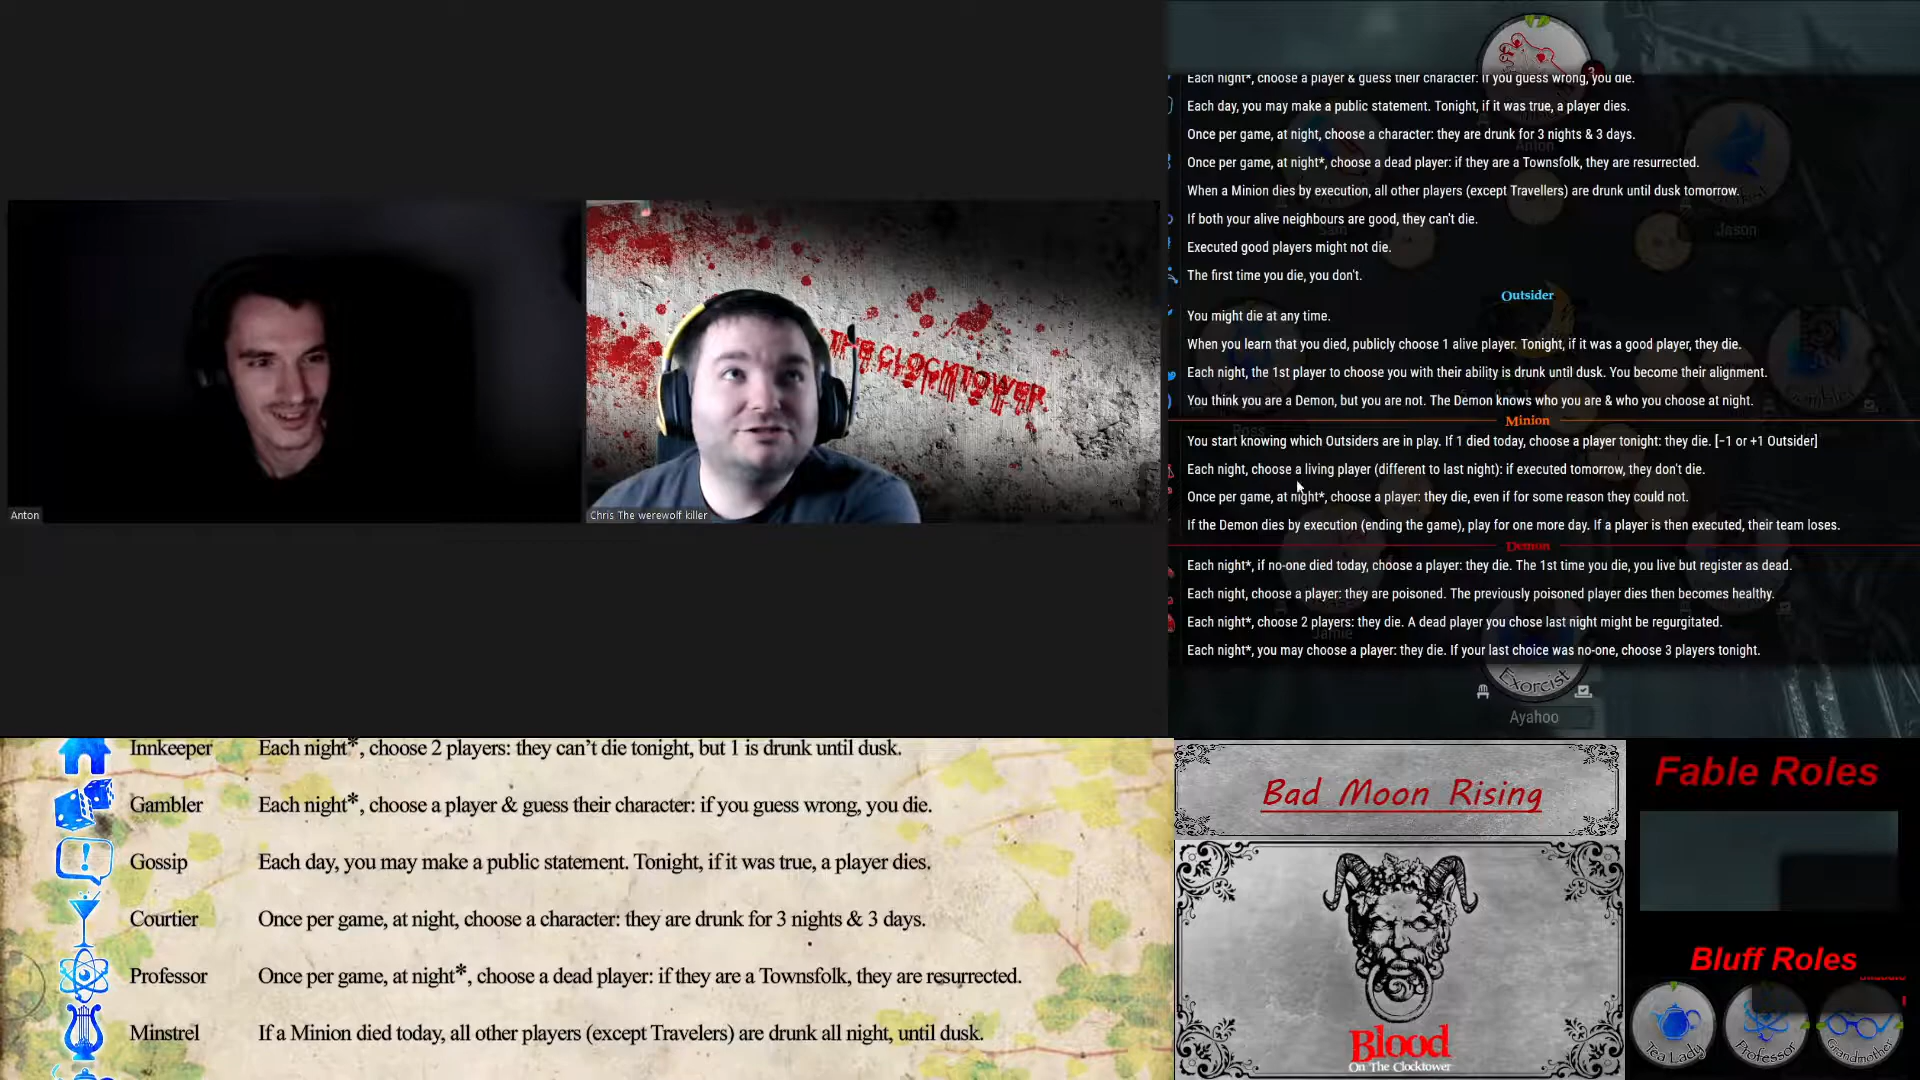 Anton
Chris The werewolf killer
THE CLOCKTOWER
Each night*, choose a player & guess their character: if you guess wrong, you die.
Each day, you may make a public statement. Tonight, if it was true, a player dies.
Once per game, at night, choose a character: they are drunk for 3 nights & 3 days.
Once per game, at night*, choose a dead player: if they are a Townsfolk, they are resurrected.
When a Minion dies by execution, all other players (except Travellers) are drunk until dusk tomorrow.
If both your alive neighbours are good, they can't die.
Executed good players might not die.
The first time you die, you don't.
Outsider
You might die at any time.
When you learn that you died, publicly choose 1 alive player. Tonight, if it was a good player, they die.
Each night, the 1st player to choose you with their ability is drunk until dusk. You become their alignment.
You think you are a Demon, but you are not. The Demon knows who you are & who you choose at night.
Minion
You start knowing which Outsiders are in play. If 1 died today, choose a player tonight: they die. [−1 or +1 Outsider]
Each night, choose a living player (different to last night): if executed tomorrow, they don't die.
Once per game, at night*, choose a player: they die, even if for some reason they could not.
If the Demon dies by execution (ending the game), play for one more day. If a player is then executed, their team loses.
Demon
Each night*, if no-one died today, choose a player: they die. The 1st time you die, you live but register as dead.
Each night, choose a player: they are poisoned. The previously poisoned player dies then becomes healthy.
Each night*, choose 2 players: they die. A dead player you chose last night might be regurgitated.
Each night*, you may choose a player: they die. If your last choice was no-one, choose 3 players tonight.
Anton
Sam
Jason
Ross
Jamie
Exorcist
Ayahoo
Innkeeper Each night*, choose 2 players: they can't die tonight, but 1 is drunk until dusk.
Gambler Each night*, choose a player & guess their character: if you guess wrong, you die.
Gossip Each day, you may make a public statement. Tonight, if it was true, a player dies.
Courtier Once per game, at night, choose a character: they are drunk for 3 nights & 3 days.
Professor Once per game, at night*, choose a dead player: if they are a Townsfolk, they are resurrected.
Minstrel If a Minion died today, all other players (except Travelers) are drunk all night, until dusk.
Bad Moon Rising
Blood
On The Clocktower
Fable Roles
Bluff Roles
Tea Lady
Professor
Grandmother